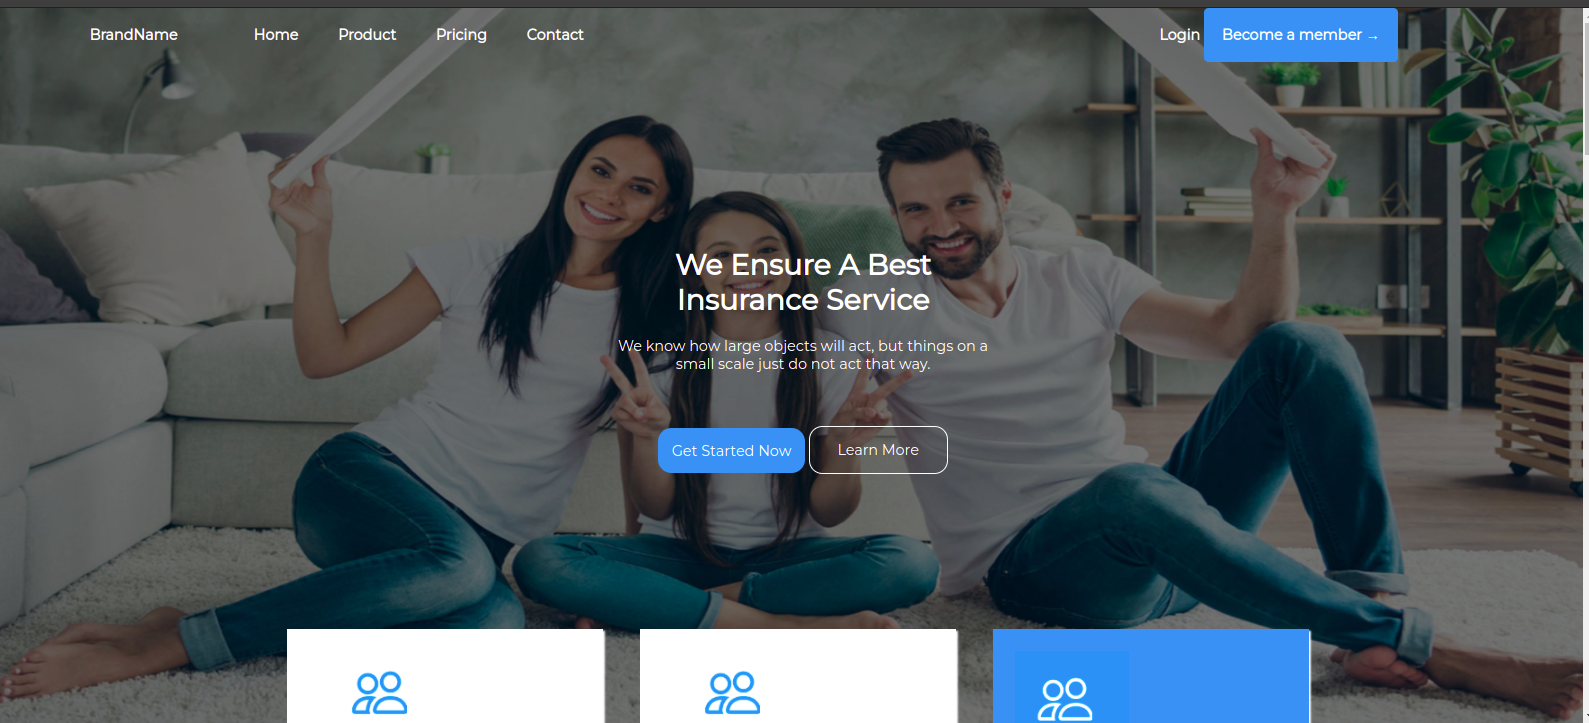 BrandName Home Product Pricing Contact Login Become a member →
We Ensure A Best
Insurance Service
We know how large objects will act, but things on a
small scale just do not act that way.
Get Started Now Learn More